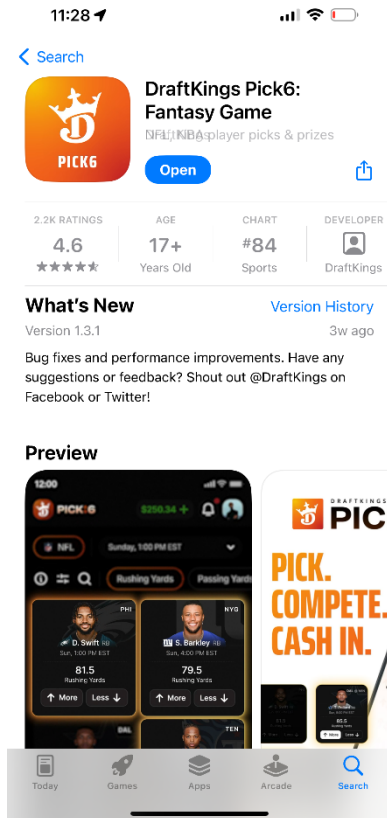 11:28
Search
DraftKings Pick6:
Fantasy Game
NFL, NBA player picks & prizes
PICK6
Open
2.2K RATINGS
AGE
CHART
DEVELOPER
4.6
17+
#84
Years Old
Sports
DraftKings
What's New
Version History
Version 1.3.1
3w ago
Bug fixes and performance improvements. Have any
suggestions or feedback? Shout out @DraftKings on
Facebook or Twitter!
Preview
12:00
PICK6
$250.34 +
NFL
Sunday, 1:00 PM EST
Rushing Yards
Passing Yards
PHI
NYG
D. Swift RB
S. Barkley RB
Sun, 1:00 PM EST
Sun, 4:00 PM EST
81.5
79.5
Rushing Yards
Rushing Yards
↑ More
Less ↓
↑ More
Less ↓
DAL
TEN
DRAFTKINGS
PIC
PICK.
COMPETE.
CASH IN.
85.5
Today
Games
Apps
Arcade
Search